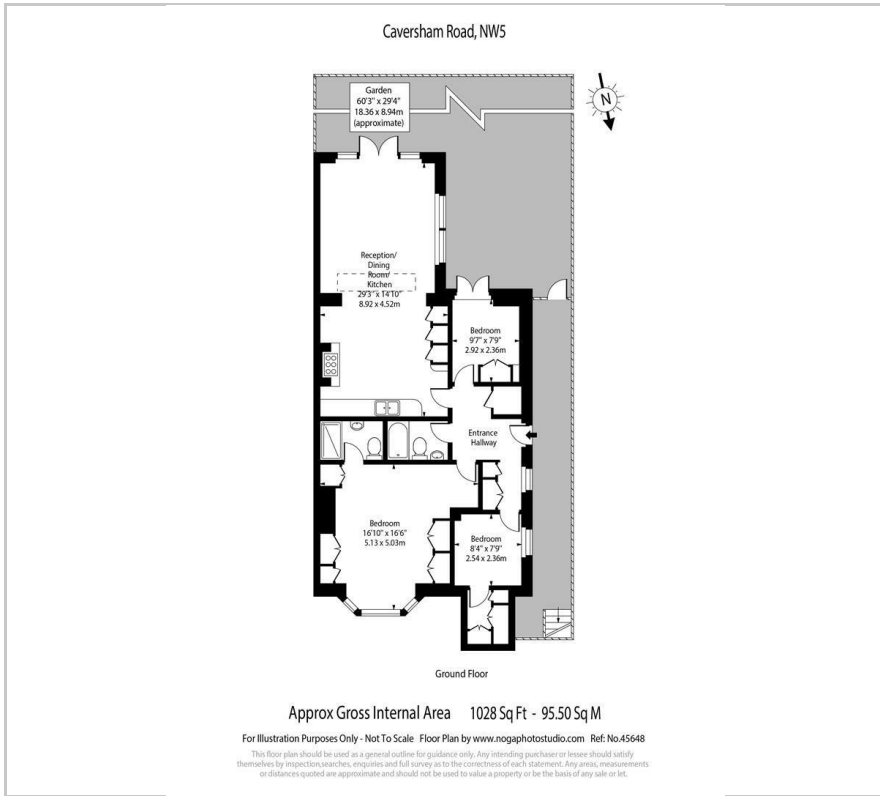 Caversham Road, NW5
Garden
60'3" x 29'4"
18.36 x 8.94m
(approximate)
N
Reception/
Dining
Room/
Kitchen
29'3" x 14'10"
8.92 x 4.52m
Bedroom
9'7" x 7'9"
2.92 x 2.36m
Entrance
Hallway
Bedroom
16'10" x 16'6"
5.13 x 5.03m
Bedroom
8'4" x 7'9"
2.54 x 2.36m
Ground Floor
Approx Gross Internal Area 1028 Sq Ft - 95.50 Sq M
For Illustration Purposes Only - Not To Scale Floor Plan by www.nogaphotostudio.com Ref: No.45648
This floor plan should be used as a general outline for guidance only. Any intending purchaser or lessee should satisfy
themselves by inspection,searches, enquiries and full survey as to the correctness of each statement. Any areas, measurements
or distances quoted are approximate and should not be used to value a property or be the basis of any sale or let.